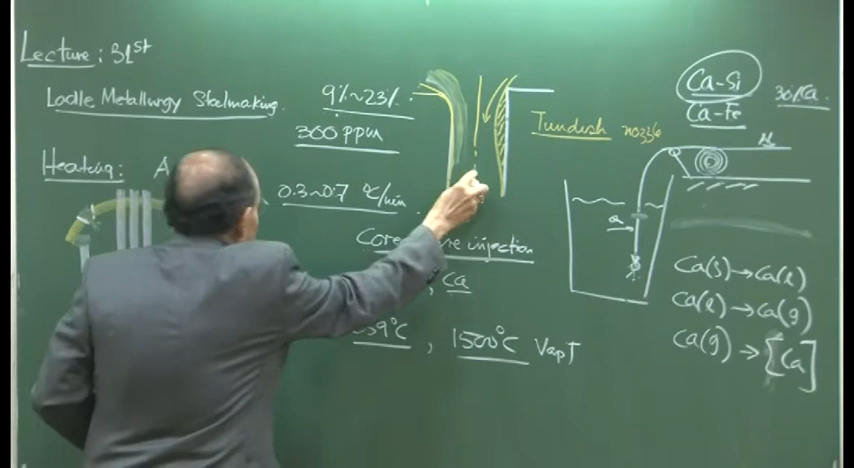 Lecture: 31st
Ladle Metallurgy Steelmaking.
Heating: A
9%~23%.
300 ppm
0.3~0.7 °C/min.
injection
, Ca
39°C , 1500°C Vap T
Tundish nozzle
Ca-Si
Ca-Fe
30% Ca.
Ca(s) → Ca(l)
Ca(l) → Ca(g)
Ca(g) → [Ca]